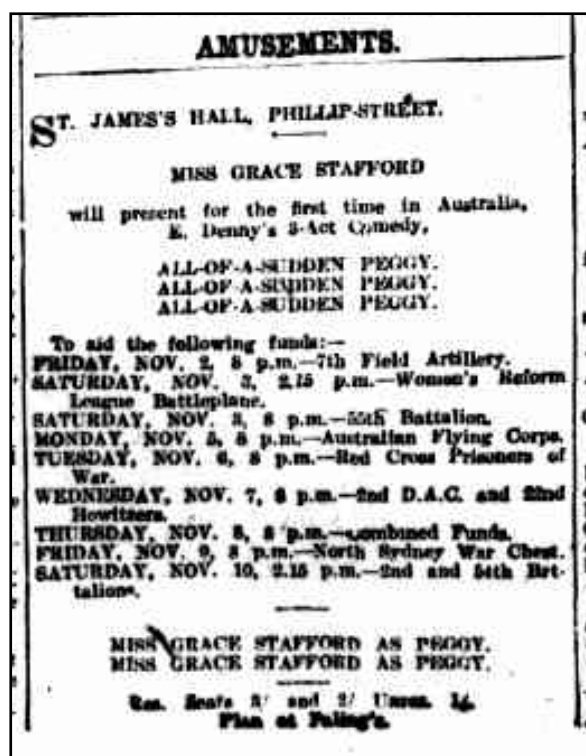 AMUSEMENTS.
ST. JAMES'S HALL, PHILLIP-STREET.
MISS GRACE STAFFORD
will present for the first time in Australia,
E. Denny's 3-Act Comedy,
ALL-OF-A-SUDDEN PEGGY.
ALL-OF-A-SUDDEN PEGGY.
ALL-OF-A-SUDDEN PEGGY.
To aid the following funds:—
FRIDAY, NOV. 2, 8 p.m.—7th Field Artillery.
SATURDAY, NOV. 3, 2.15 p.m.—Women's Reform
League Battleplane.
SATURDAY, NOV. 3, 8 p.m.—55th Battalion.
MONDAY, NOV. 5, 8 p.m.—Australian Flying Corps.
TUESDAY, NOV. 6, 8 p.m.—Red Cross Prisoners of
War.
WEDNESDAY, NOV. 7, 8 p.m.—2nd D.A.C. and 22nd
Howitzers.
THURSDAY, NOV. 8, 8 p.m.—Combined Funds.
FRIDAY, NOV. 9, 8 p.m.—North Sydney War Chest.
SATURDAY, NOV. 10, 2.15 p.m.—2nd and 54th Bat-
talions.
MISS GRACE STAFFORD AS PEGGY.
MISS GRACE STAFFORD AS PEGGY.
Res. Seats 3/ and 2/ Unres. 1/.
Plan at Paling's.